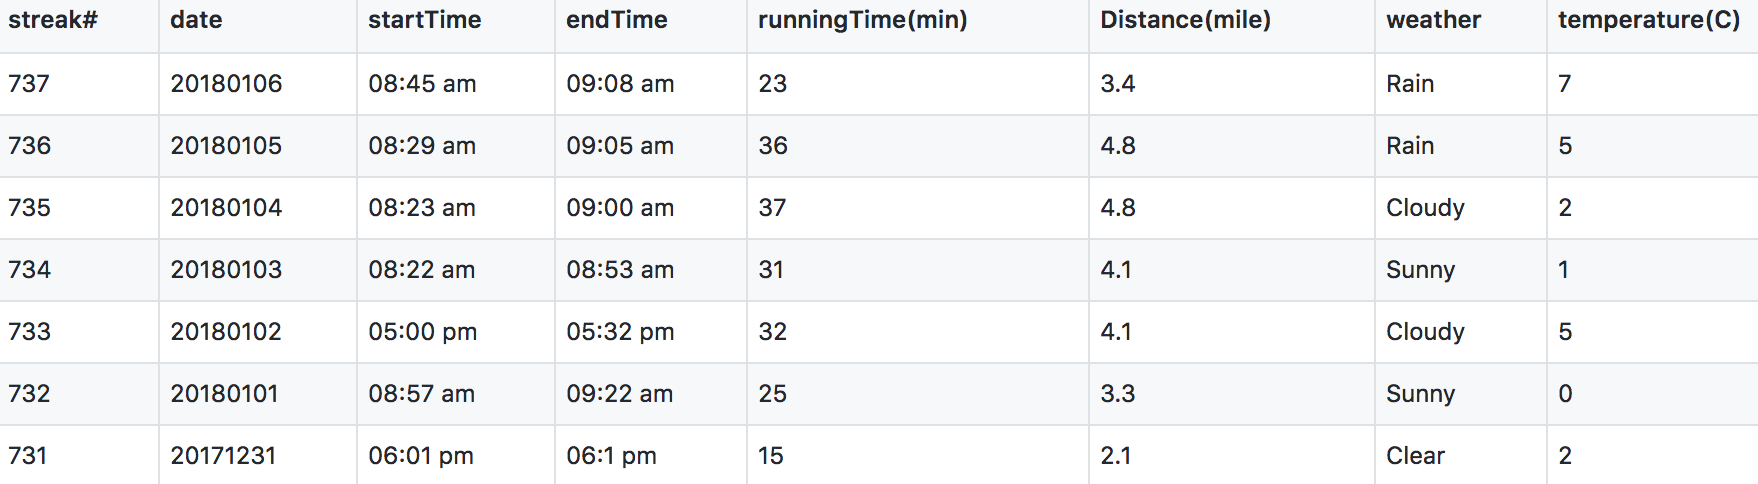 streak# date startTime endTime runningTime(min) Distance(mile) weather temperature(C)
737 20180106 08:45 am 09:08 am 23 3.4 Rain 7
736 20180105 08:29 am 09:05 am 36 4.8 Rain 5
735 20180104 08:23 am 09:00 am 37 4.8 Cloudy 2
734 20180103 08:22 am 08:53 am 31 4.1 Sunny 1
733 20180102 05:00 pm 05:32 pm 32 4.1 Cloudy 5
732 20180101 08:57 am 09:22 am 25 3.3 Sunny 0
731 20171231 06:01 pm 06:1 pm 15 2.1 Clear 2